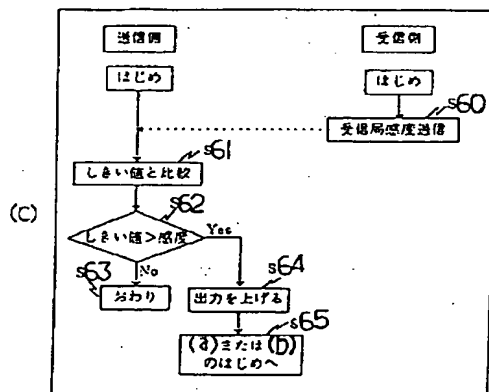 送信側
受信側
はじめ
はじめ
s60
受信局感度送信
s61
しきい値と比較
(c)
s62
しきい値>感度
Yes
No
s63
おわり
s64
出力を上げる
s65
(a)または(b)
のはじめへ